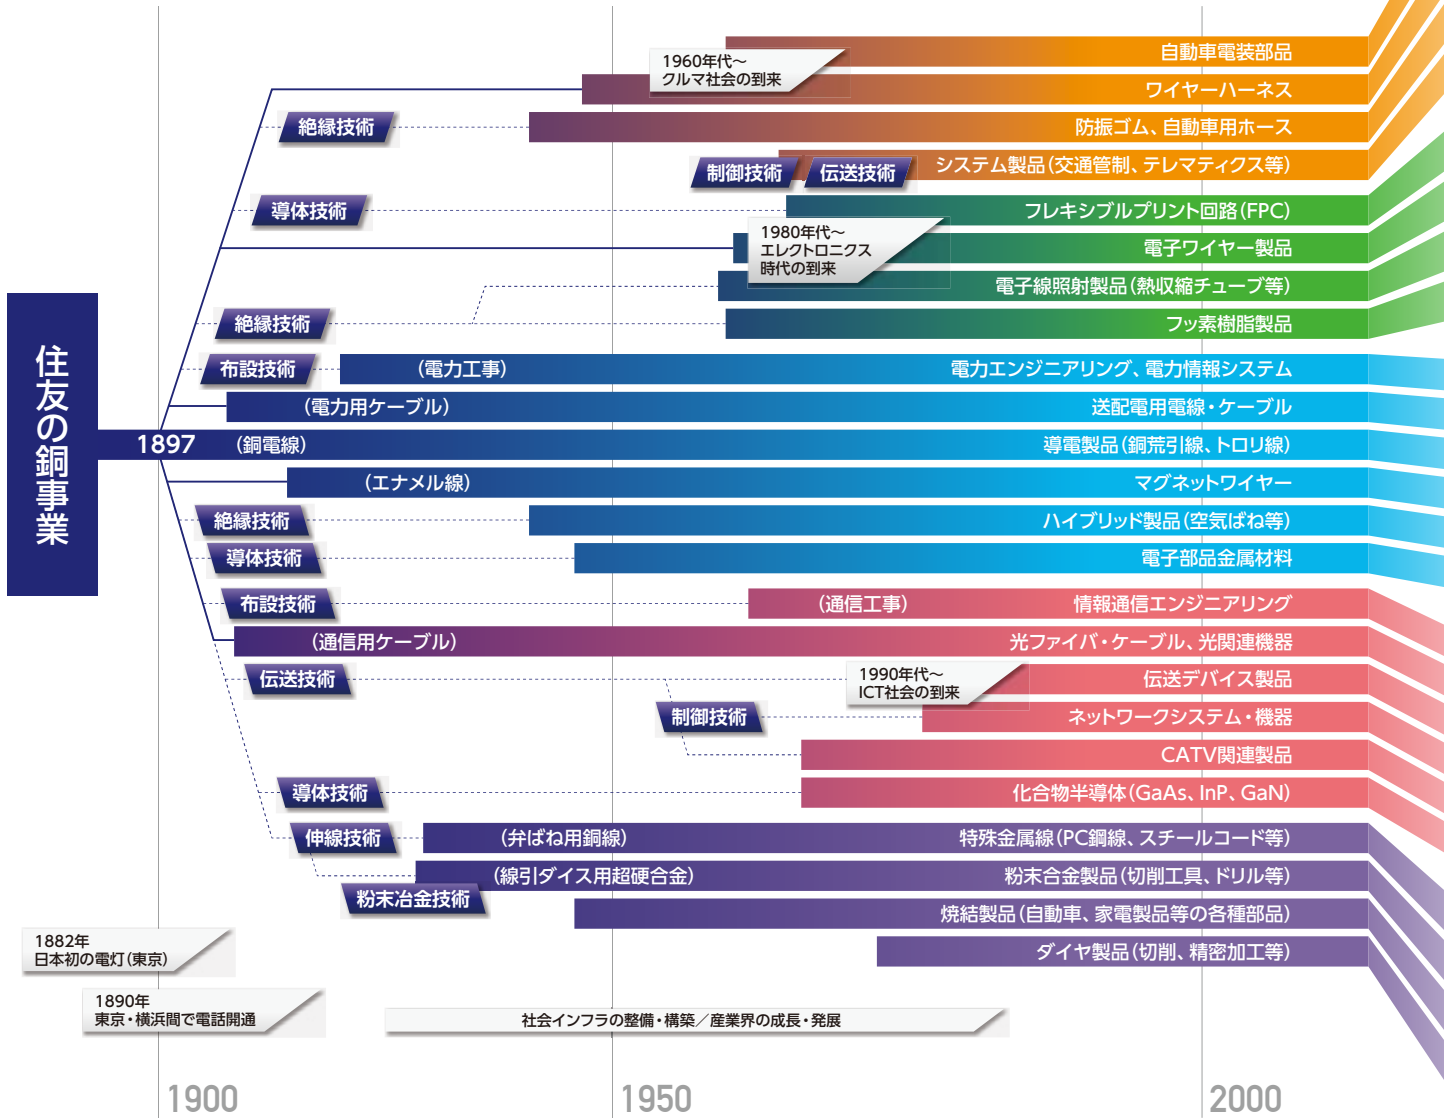 自動車電装部品
1960年代~
クルマ社会の到来
ワイヤーハーネス
絶縁技術
防振ゴム、自動車用ホース
制御技術
伝送技術
システム製品(交通管制、テレマティクス等)
導体技術
フレキシブルプリント回路(FPC)
1980年代~
エレクトロニクス
時代の到来
電子ワイヤー製品
電子線照射製品(熱収縮チューブ等)
絶縁技術
フッ素樹脂製品
住友の銅事業
布設技術
(電力工事)
電力エンジニアリング、電力情報システム
(電力用ケーブル)
送配電用電線・ケーブル
1897
(銅電線)
導電製品(銅荒引線、トロリ線)
(エナメル線)
マグネットワイヤー
絶縁技術
ハイブリッド製品(空気ばね等)
導体技術
電子部品金属材料
布設技術
(通信工事)
情報通信エンジニアリング
(通信用ケーブル)
光ファイバ・ケーブル、光関連機器
伝送技術
1990年代~
ICT社会の到来
伝送デバイス製品
制御技術
ネットワークシステム・機器
CATV関連製品
導体技術
化合物半導体(GaAs、InP、GaN)
伸線技術
(弁ばね用鋼線)
特殊金属線(PC鋼線、スチールコード等)
(線引ダイス用超硬合金)
粉末合金製品(切削工具、ドリル等)
粉末冶金技術
焼結製品(自動車、家電製品等の各種部品)
ダイヤ製品(切削、精密加工等)
1882年
日本初の電灯(東京)
1890年
東京・横浜間で電話開通
社会インフラの整備・構築/産業界の成長・発展
1900
1950
2000